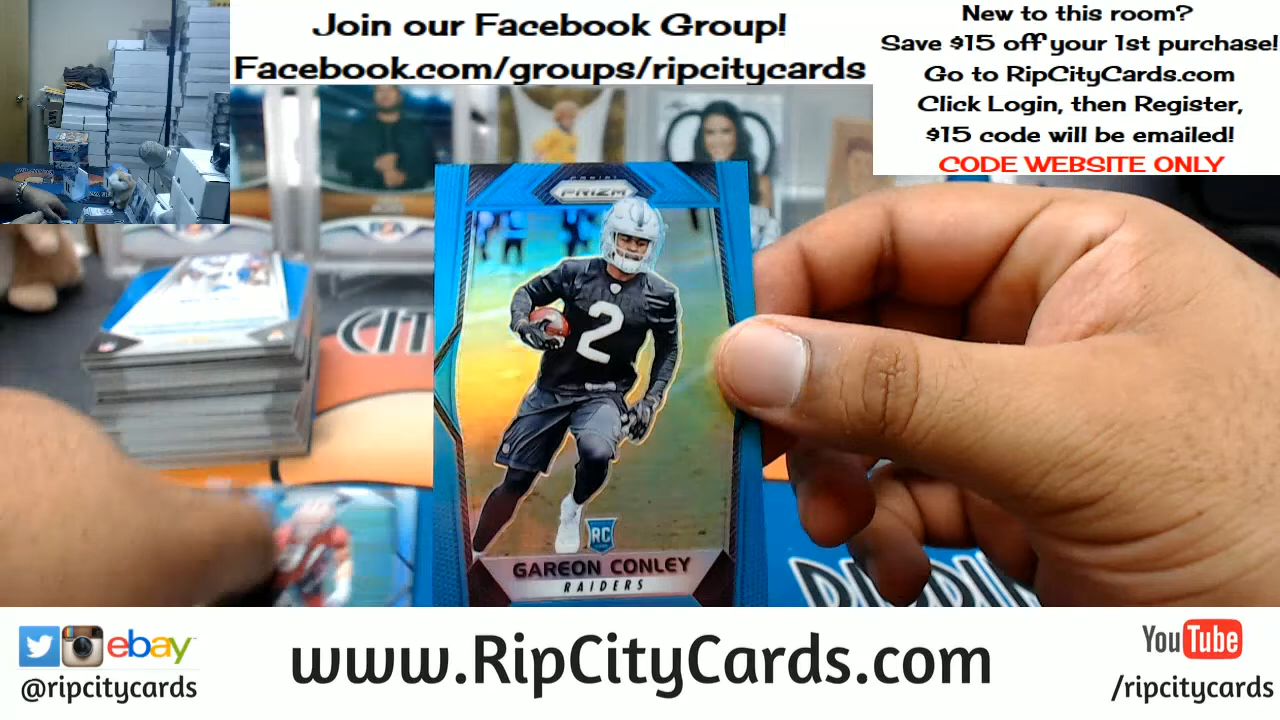 Join our Facebook Group!
Facebook.com/groups/ripcitycards
New to this room?
Save $15 off your 1st purchase!
Go to RipCityCards.com
Click Login, then Register,
$15 code will be emailed!
CODE WEBSITE ONLY
PANINI
PRIZM
2
RC
GAREON CONLEY
RAIDERS
ebay
@ripcitycards
www.RipCityCards.com
YouTube
/ripcitycards